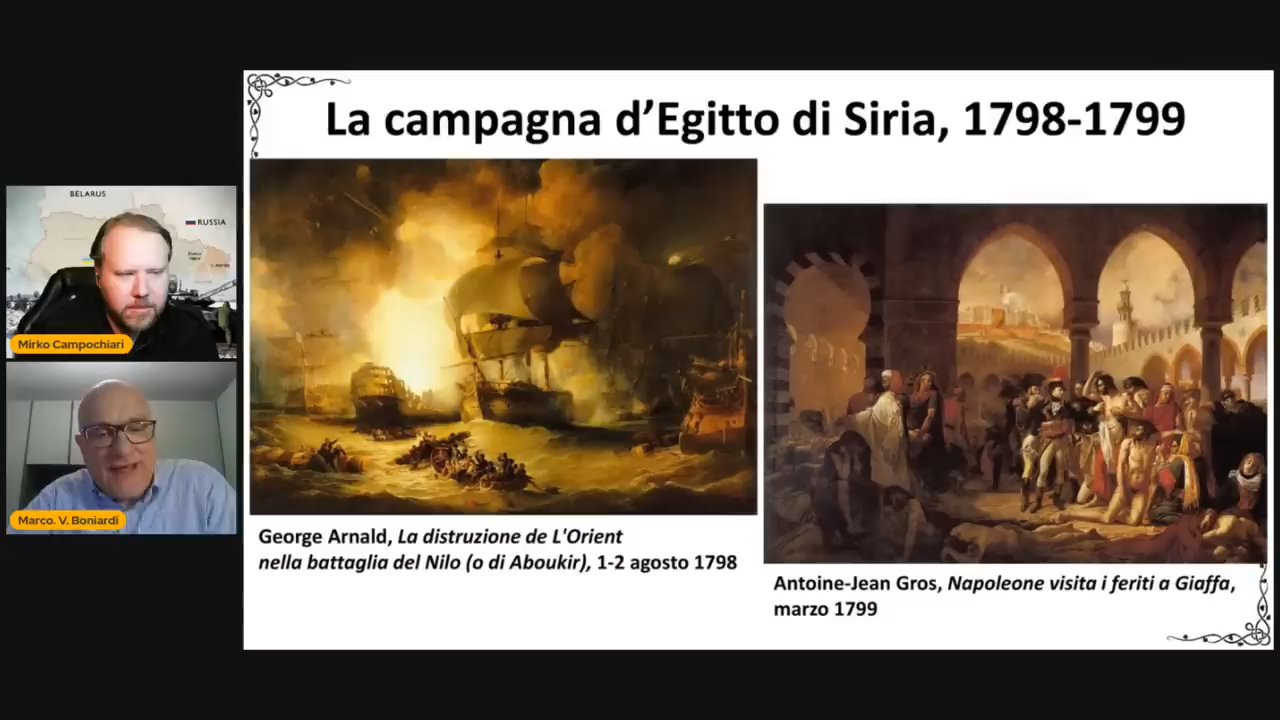 La campagna d’Egitto di Siria, 1798-1799
BELARUS
RUSSIA
Mirko Campochiari
Marco. V. Boniardi
George Arnald, La distruzione de L'Orient
nella battaglia del Nilo (o di Aboukir), 1-2 agosto 1798
Antoine-Jean Gros, Napoleone visita i feriti a Giaffa,
marzo 1799